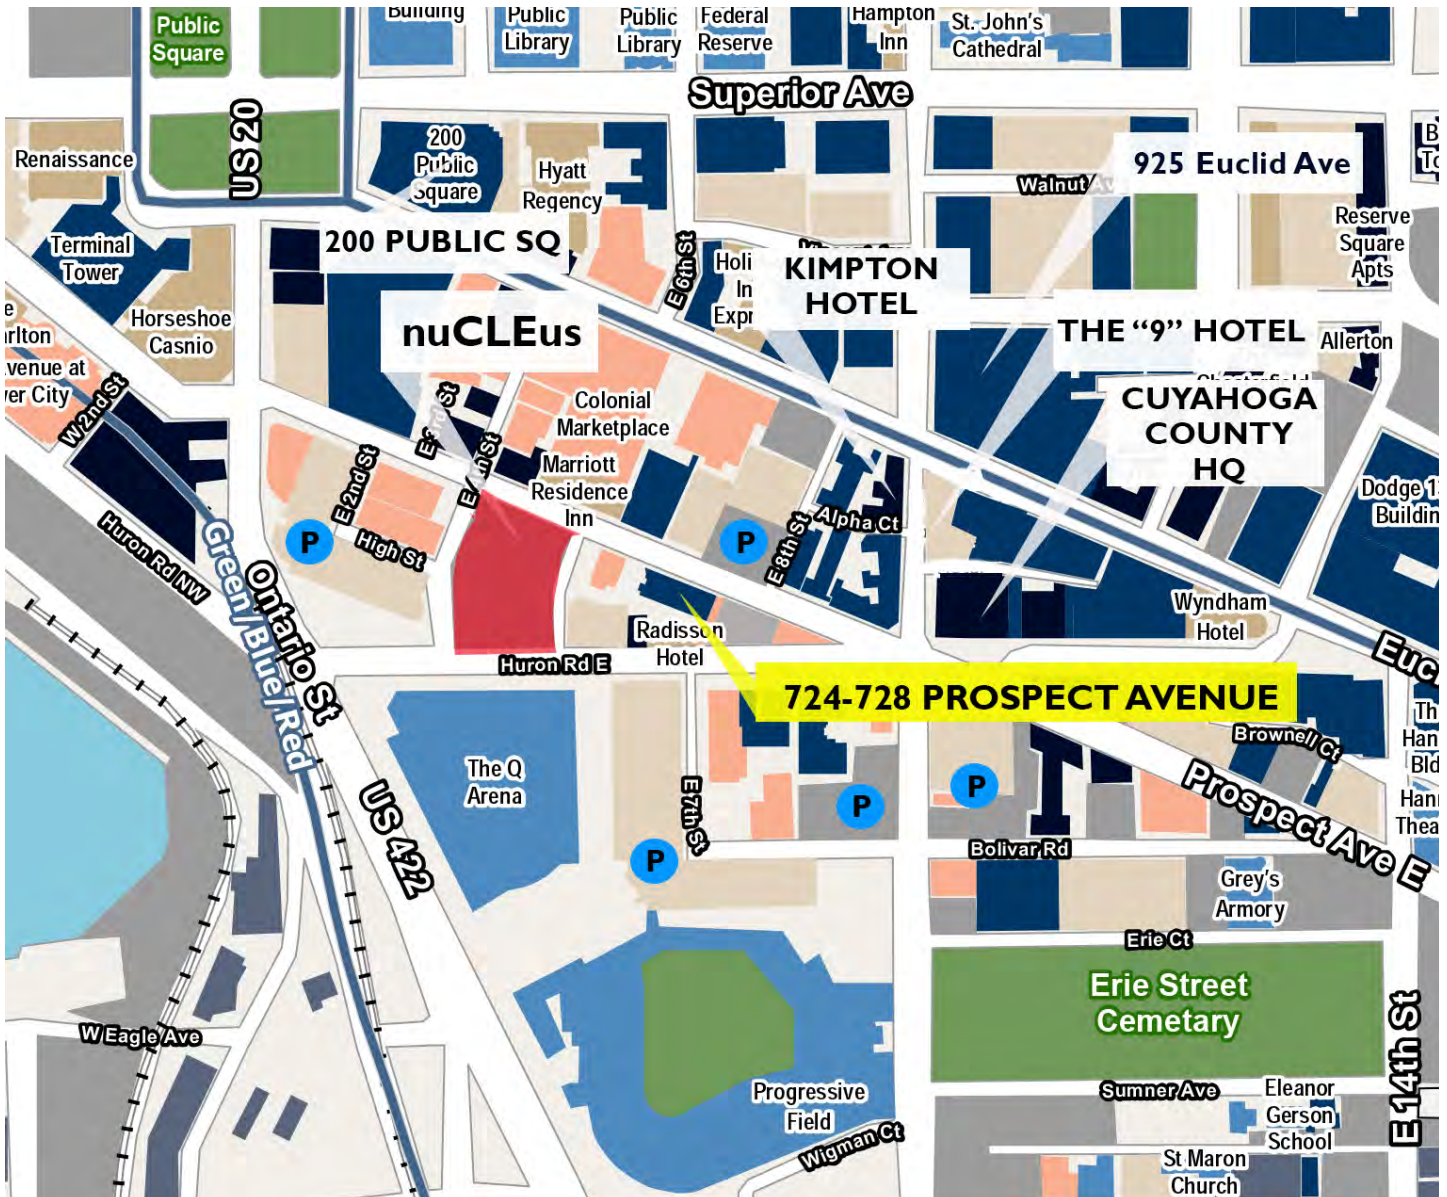 Public
Square
Building
Public
Library
Public
Library
Federal
Reserve
Hampton
Inn
St. John's
Cathedral
Superior Ave
US 20
Renaissance
200
Public
Square
Hyatt
Regency
925 Euclid Ave
Walnut Av
Reserve
Square
Apts
Terminal
Tower
200 PUBLIC SQ
E 6th St
KIMPTON
HOTEL
Horseshoe
Casnio
nuCLEus
THE “9” HOTEL
Allerton
CUYAHOGA
COUNTY
HQ
W 2nd St
Colonial
Marketplace
E 3rd St
E 4th St
Marriott
Residence
Inn
E 2nd St
High St
P
P
Alpha Ct
E 8th St
Huron Rd NW
Green/Blue/Red
Ontario St
Radisson
Hotel
Wyndham
Hotel
Huron Rd E
724-728 PROSPECT AVENUE
Brownell Ct
The Q
Arena
US 422
E 7th St
P
P
P
Prospect Ave E
Bolivar Rd
Grey's
Armory
Erie Ct
Erie Street
Cemetary
W Eagle Ave
E 14th St
Sumner Ave
Progressive
Field
Wigman Ct
Eleanor
Gerson
School
St Maron
Church